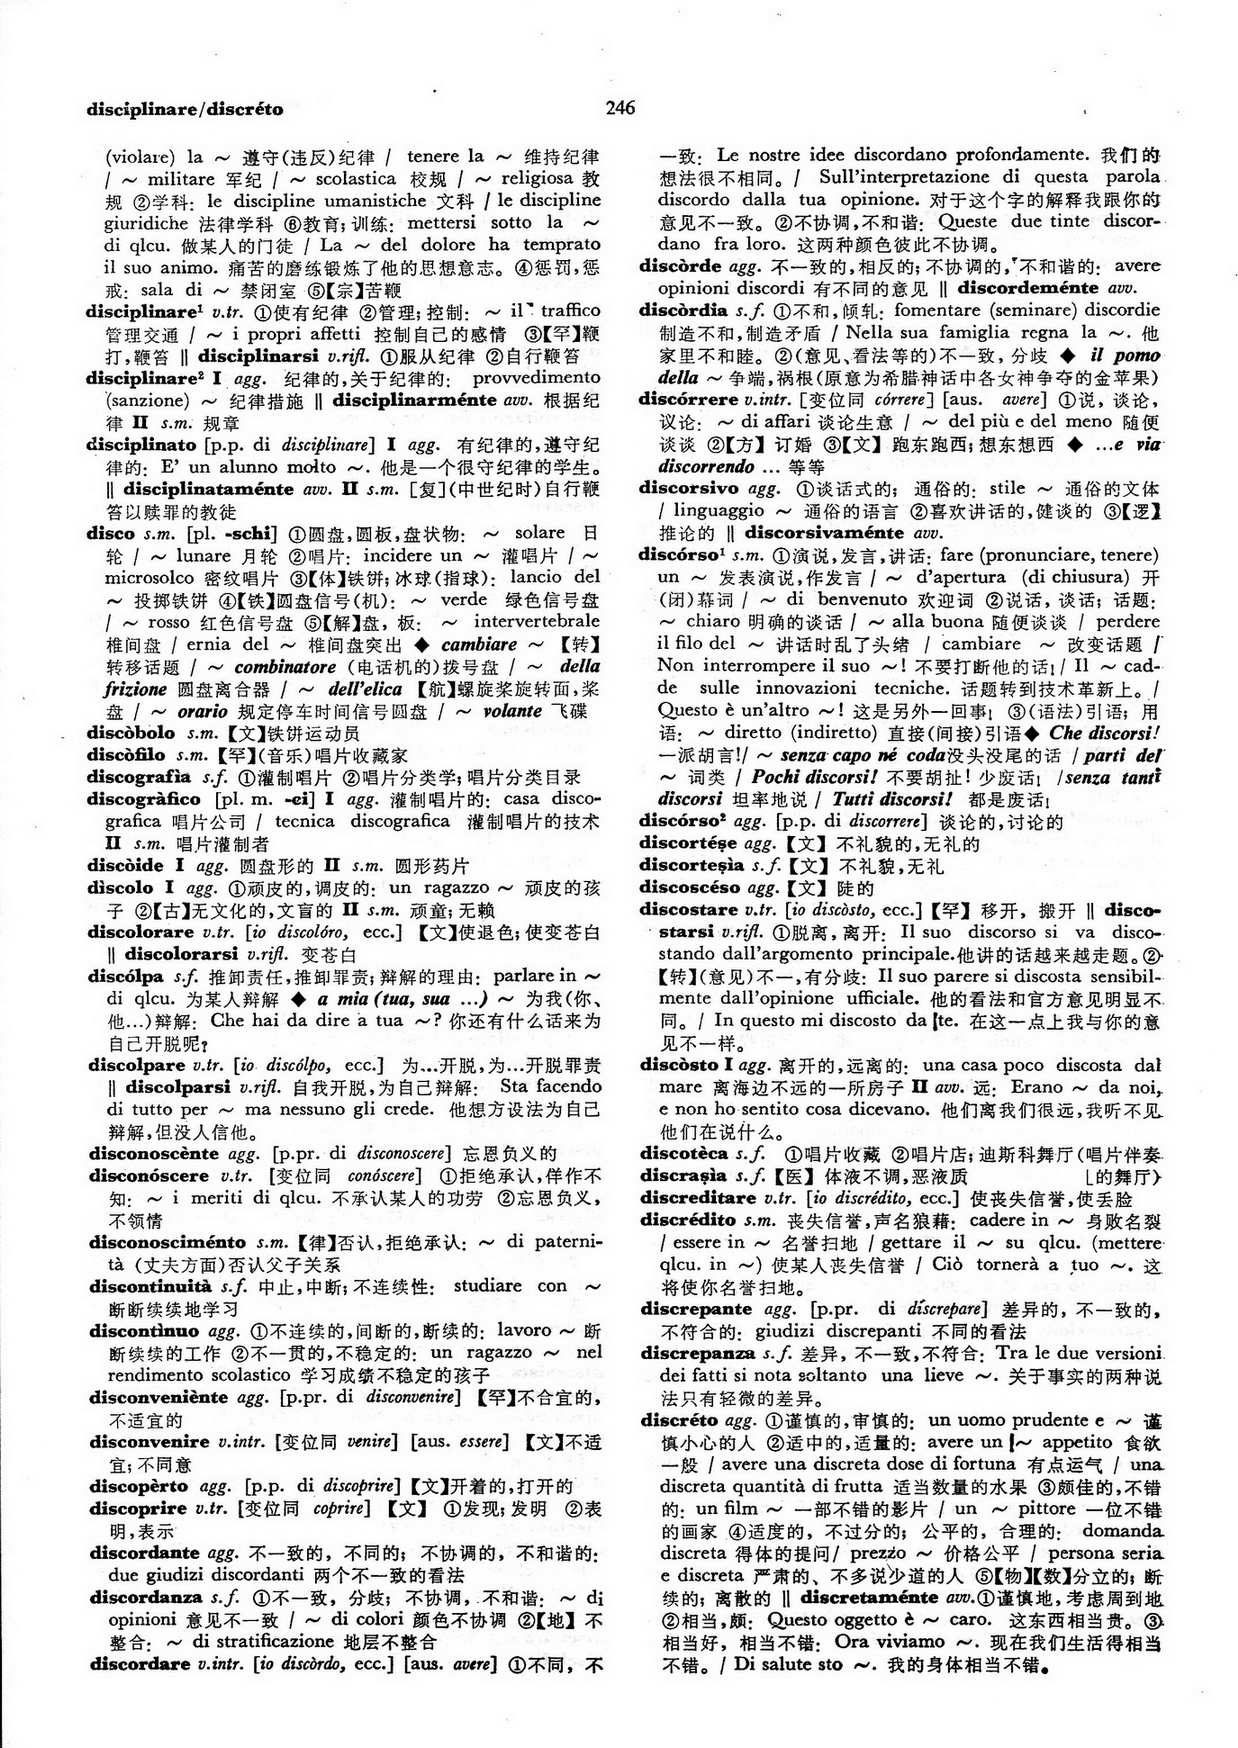 disciplinare/discréto
246
(violare) la ～ 遵守(违反)纪律 / tenere la ～ 维持纪律
/ ～ militare 军纪 / ～ scolastica 校规 / ～ religiosa 教
规 ②学科: le discipline umanistiche 文科 / le discipline
giuridiche 法律学科 ⑥教育;训练: mettersi sotto la ～
di qlcu. 做某人的门徒 / La ～ del dolore ha temprato
il suo animo. 痛苦的磨练锻炼了他的思想意志。④惩罚,惩
戒: sala di ～ 禁闭室 ⑤【宗】苦鞭
disciplinare¹ v.tr. ①使有纪律 ②管理;控制: ～ il traffico
管理交通 / ～ i propri affetti 控制自己的感情 ③【罕】鞭
打,鞭笞 ‖ disciplinarsi v.rifl. ①服从纪律 ②自行鞭笞
disciplinare² I agg. 纪律的,关于纪律的: provvedimento
(sanzione) ～ 纪律措施 ‖ disciplinarménte avv. 根据纪
律 II s.m. 规章
disciplinato [p.p. di disciplinare] I agg. 有纪律的,遵守纪
律的: E' un alunno molto ～. 他是一个很守纪律的学生。
‖ disciplinataménte avv. II s.m. [复](中世纪时)自行鞭
笞以赎罪的教徒
disco s.m. [pl. -schi] ①圆盘,圆板,盘状物: ～ solare 日
轮 / ～ lunare 月轮 ②唱片: incidere un ～ 灌唱片 / ～
microsolco 密纹唱片 ③【体】铁饼;冰球(指球): lancio del
～ 投掷铁饼 ④【铁】圆盘信号(机): ～ verde 绿色信号盘
/ ～ rosso 红色信号盘 ⑤【解】盘, 板: ～ intervertebrale
椎间盘 / ernia del ～ 椎间盘突出 ◆ cambiare ～ 【转】
转移话题 / ～ combinatore (电话机的)拨号盘 / ～ della
frizione 圆盘离合器 / ～ dell'elica 【航】螺旋桨旋转面,桨
盘 / ～ orario 规定停车时间信号圆盘 / ～ volante 飞碟
discòbolo s.m. 【文】铁饼运动员
discòfilo s.m. 【罕】(音乐)唱片收藏家
discografìa s.f. ①灌制唱片 ②唱片分类学;唱片分类目录
discogràfico [pl. m. -ci] I agg. 灌制唱片的: casa disco-
grafica 唱片公司 / tecnica discografica 灌制唱片的技术
II s.m. 唱片灌制者
discòide I agg. 圆盘形的 II s.m. 圆形药片
dìscolo I agg. ①顽皮的,调皮的: un ragazzo ～ 顽皮的孩
子 ②【古】无文化的,文盲的 II s.m. 顽童;无赖
discolorare v.tr. [io discolóro, ecc.] 【文】使退色;使变苍白
‖ discolorarsi v.rifl. 变苍白
discólpa s.f. 推卸责任,推卸罪责;辩解的理由: parlare in ～
di qlcu. 为某人辩解 ◆ a mia (tua, sua ...) ～ 为我(你、
他…)辩解: Che hai da dire a tua ～? 你还有什么话来为
自己开脱呢?
discolpare v.tr. [io discólpo, ecc.] 为…开脱,为…开脱罪责
‖ discolparsi v.rifl. 自我开脱,为自己辩解: Sta facendo
di tutto per ～ ma nessuno gli crede. 他想方设法为自己
辩解,但没人信他。
disconoscènte agg. [p.pr. di disconoscere] 忘恩负义的
disconóscere v.tr. [变位同 conóscere] ①拒绝承认,佯作不
知: ～ i meriti di qlcu. 不承认某人的功劳 ②忘恩负义,
不领情
disconosciménto s.m. 【律】否认,拒绝承认: ～ di paterni-
tà (丈夫方面)否认父子关系
discontinuità s.f. 中止,中断;不连续性: studiare con ～
断断续续地学习
discontìnuo agg. ①不连续的,间断的,断续的: lavoro ～ 断
断续续的工作 ②不一贯的,不稳定的: un ragazzo ～ nel
rendimento scolastico 学习成绩不稳定的孩子
disconveniènte agg. [p.pr. di disconvenire] 【罕】不合宜的,
不适宜的
disconvenire v.intr. [变位同 venire] [aus. essere] 【文】不适
宜;不同意
discopèrto agg. [p.p. di discoprire] 【文】开着的,打开的
discoprire v.tr. [变位同 coprire] 【文】 ①发现;发明 ②表
明,表示
discordante agg. 不一致的, 不同的; 不协调的, 不和谐的:
due giudizi discordanti 两个不一致的看法
discordanza s.f. ①不一致, 分歧; 不协调, 不和谐: ～ di
opinioni 意见不一致 / ～ di colori 颜色不协调 ②【地】不
整合: ～ di stratificazione 地层不整合
discordare v.intr. [io discòrdo, ecc.] [aus. avere] ①不同, 不
一致: Le nostre idee discordano profondamente. 我们的
想法很不相同。/ Sull'interpretazione di questa parola
discordo dalla tua opinione. 对于这个字的解释我跟你的
意见不一致。②不协调,不和谐: Queste due tinte discor-
dano fra loro. 这两种颜色彼此不协调。
discòrde agg. 不一致的,相反的;不协调的,不和谐的: avere
opinioni discordi 有不同的意见 ‖ discordeménte avv.
discòrdia s.f. ①不和,倾轧: fomentare (seminare) discordie
制造不和,制造矛盾 / Nella sua famiglia regna la ～. 他
家里不和睦。②(意见、看法等的)不一致, 分歧 ◆ il pomo
della ～ 争端,祸根(原意为希腊神话中各女神争夺的金苹果)
discórrere v.intr. [变位同 córrere] [aus. avere] ①说, 谈论,
议论: ～ di affari 谈论生意 / ～ del più e del meno 随便
谈谈 ②【方】订婚 ③【文】跑东跑西;想东想西 ◆ ...e via
discorrendo ... 等等
discorsivo agg. ①谈话式的; 通俗的: stile ～ 通俗的文体
/ linguaggio ～ 通俗的语言 ②喜欢讲话的,健谈的 ③【逻】
推论的 ‖ discorsivaménte avv.
discórso¹ s.m. ①演说,发言,讲话: fare (pronunciare, tenere)
un ～ 发表演说,作发言 / ～ d'apertura (di chiusura) 开
(闭)幕词 / ～ di benvenuto 欢迎词 ②说话, 谈话; 话题:
～ chiaro 明确的谈话 / ～ alla buona 随便谈谈 / perdere
il filo del ～ 讲话时乱了头绪 / cambiare ～ 改变话题 /
Non interrompere il suo ～! 不要打断他的话! / Il ～ cad-
de sulle innovazioni tecniche. 话题转到技术革新上。/
Questo è un'altro ～! 这是另外一回事! ③(语法)引语; 用
语: ～ diretto (indiretto) 直接(间接)引语◆ Che discorsi!
一派胡言!/ ～ senza capo né coda没头没尾的话 / parti del
～ 词类 / Pochi discorsi! 不要胡扯! 少废话! /senza tanti
discorsi 坦率地说 / Tutti discorsi! 都是废话!
discórso² agg. [p.p. di discorrere] 谈论的,讨论的
discortéṣe agg. 【文】 不礼貌的,无礼的
discorteṣìa s.f. 【文】 不礼貌,无礼
discoscéso agg. 【文】 陡的
discostare v.tr. [io discòsto, ecc.] 【罕】 移开, 搬开 ‖ disco-
starsi v.rifl. ①脱离,离开: Il suo discorso si va disco-
stando dall'argomento principale.他讲的话越来越走题。②
【转】(意见)不一,有分歧: Il suo parere si discosta sensibil-
mente dall'opinione ufficiale. 他的看法和官方意见明显不
同。/ In questo mi discosto da te. 在这一点上我与你的意
见不一样。
discòsto I agg. 离开的,远离的: una casa poco discosta dal
mare 离海边不远的一所房子 II avv. 远: Erano ～ da noi,
e non ho sentito cosa dicevano. 他们离我们很远,我听不见
他们在说什么。
discotèca s.f. ①唱片收藏 ②唱片店;迪斯科舞厅(唱片伴奏
discraṣìa s.f. 【医】 体液不调,恶液质 ⌊的舞厅)
discreditare v.tr. [io discrédito, ecc.] 使丧失信誉,使丢脸
discrédito s.m. 丧失信誉,声名狼藉: cadere in ～ 身败名裂
/ essere in ～ 名誉扫地 / gettare il ～ su qlcu. (mettere
qlcu. in ～) 使某人丧失信誉 / Ciò tornerà a tuo ～. 这
将使你名誉扫地。
discrepante agg. [p.pr. di discrepare] 差异的, 不一致的,
不符合的: giudizi discrepanti 不同的看法
discrepanza s.f. 差异, 不一致,不符合: Tra le due versioni
dei fatti si nota soltanto una lieve ～. 关于事实的两种说
法只有轻微的差异。
discréto agg. ①谨慎的,审慎的: un uomo prudente e ～ 谨
慎小心的人 ②适中的,适量的: avere un ～ appetito 食欲
一般 / avere una discreta dose di fortuna 有点运气 / una
discreta quantità di frutta 适当数量的水果 ③颇佳的,不错
的: un film ～ 一部不错的影片 / un ～ pittore 一位不错
的画家 ④适度的, 不过分的; 公平的, 合理的: domanda
discreta 得体的提问/ prezzo ～ 价格公平 / persona seria
e discreta 严肃的、不多说少道的人 ⑤【物】【数】分立的; 断
续的; 离散的 ‖ discretaménte avv.①谨慎地,考虑周到地
②相当,颇: Questo oggetto è ～ caro. 这东西相当贵。③
相当好, 相当不错: Ora viviamo ～. 现在我们生活得相当
不错。/ Di salute sto ～. 我的身体相当不错。